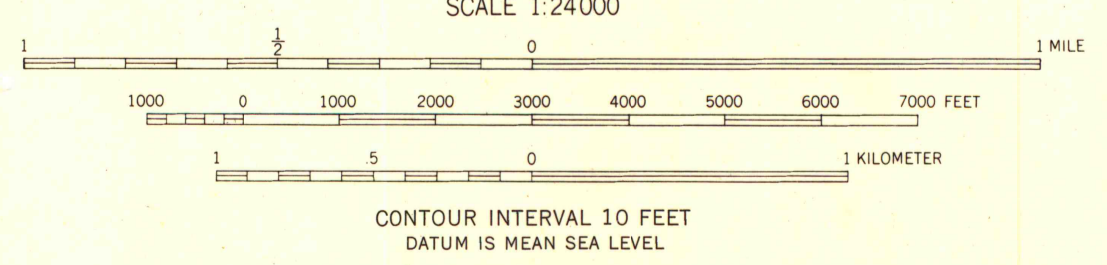 SCALE 1:24000
1 1/2 0 1 MILE
1000 0 1000 2000 3000 4000 5000 6000 7000 FEET
1 .5 0 1 KILOMETER
CONTOUR INTERVAL 10 FEET
DATUM IS MEAN SEA LEVEL